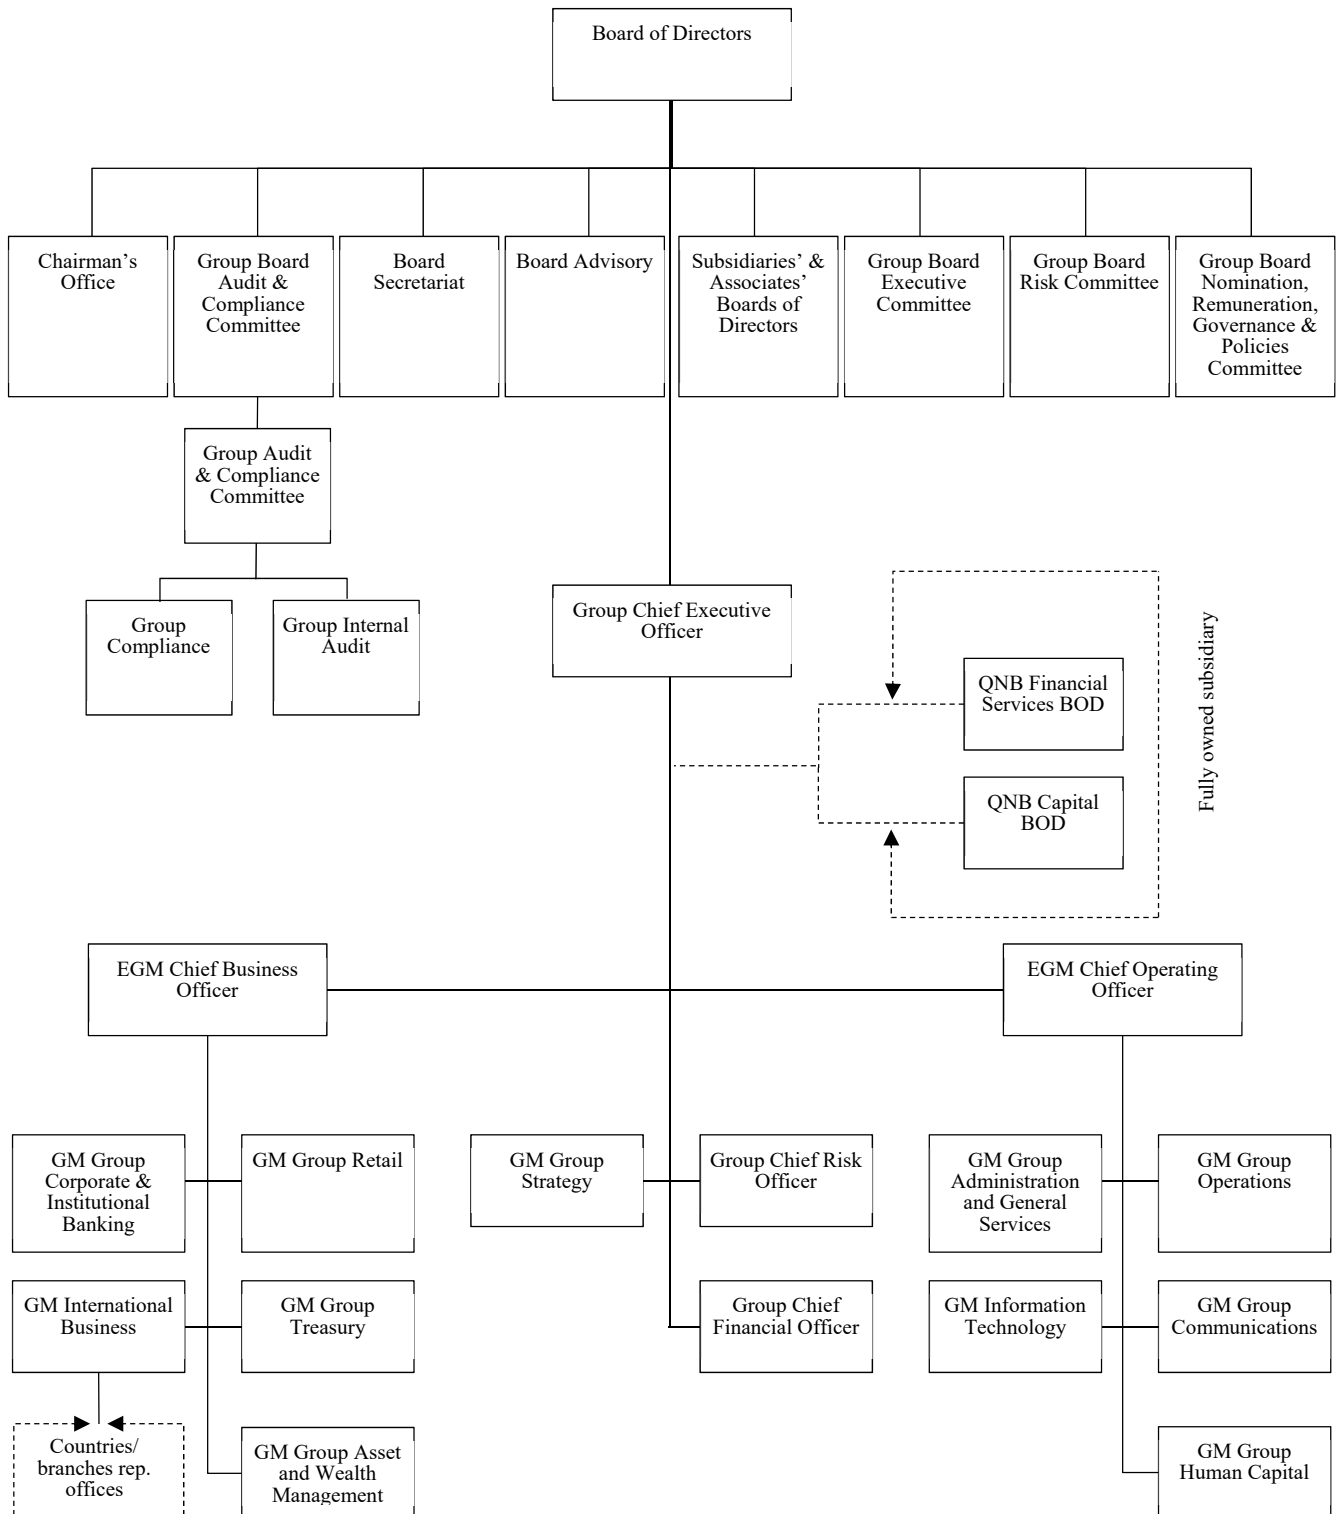 Board of Directors
Chairman’s
Office
Group Board
Audit &
Compliance
Committee
Board
Secretariat
Board Advisory
Subsidiaries’ &
Associates’
Boards of
Directors
Group Board
Executive
Committee
Group Board
Risk Committee
Group Board
Nomination,
Remuneration,
Governance &
Policies
Committee
Group Audit
& Compliance
Committee
Group
Compliance
Group Internal
Audit
Group Chief Executive
Officer
QNB Financial
Services BOD
QNB Capital
BOD
Fully owned subsidiary
EGM Chief Business
Officer
EGM Chief Operating
Officer
GM Group
Corporate &
Institutional
Banking
GM Group Retail
GM Group
Strategy
Group Chief Risk
Officer
GM Group
Administration
and General
Services
GM Group
Operations
GM International
Business
GM Group
Treasury
Group Chief
Financial Officer
GM Information
Technology
GM Group
Communications
Countries/
branches rep.
offices
GM Group Asset
and Wealth
Management
GM Group
Human Capital